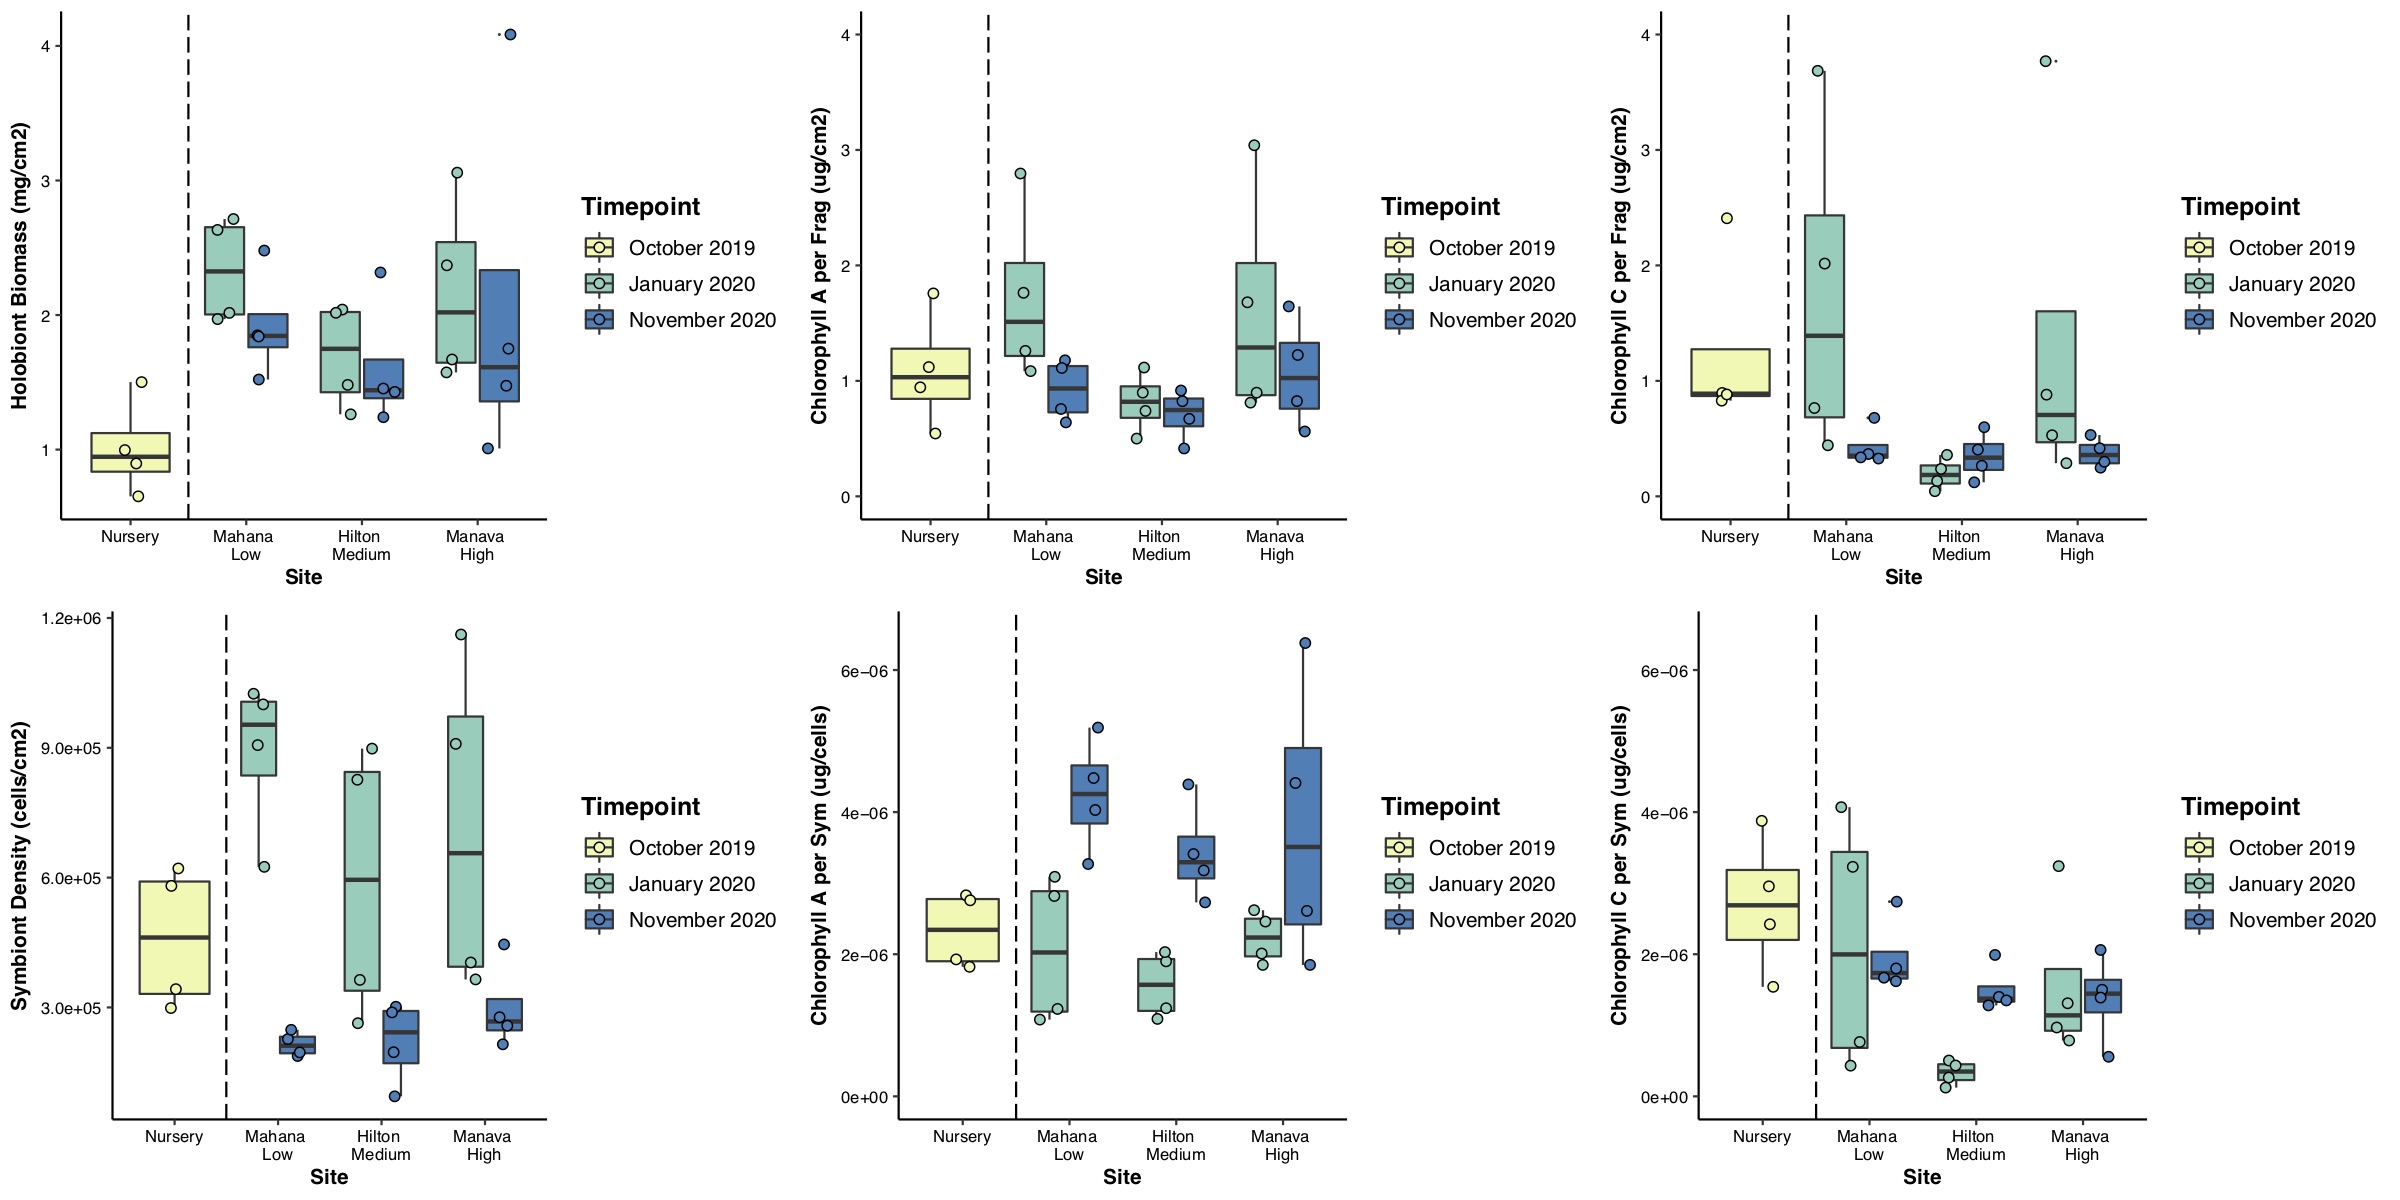 Holobiont Biomass (mg/cm2)
4
3
2
1
Nursery
Mahana
Low
Hilton
Medium
Manava
High
Site
Timepoint
October 2019
January 2020
November 2020
Chlorophyll A per Frag (ug/cm2)
4
3
2
1
0
Nursery
Mahana
Low
Hilton
Medium
Manava
High
Site
Timepoint
October 2019
January 2020
November 2020
Chlorophyll C per Frag (ug/cm2)
4
3
2
1
0
Nursery
Mahana
Low
Hilton
Medium
Manava
High
Site
Timepoint
October 2019
January 2020
November 2020
Symbiont Density (cells/cm2)
1.2e+06
9.0e+05
6.0e+05
3.0e+05
Nursery
Mahana
Low
Hilton
Medium
Manava
High
Site
Timepoint
October 2019
January 2020
November 2020
Chlorophyll A per Sym (ug/cells)
6e−06
4e−06
2e−06
0e+00
Nursery
Mahana
Low
Hilton
Medium
Manava
High
Site
Timepoint
October 2019
January 2020
November 2020
Chlorophyll C per Sym (ug/cells)
6e−06
4e−06
2e−06
0e+00
Nursery
Mahana
Low
Hilton
Medium
Manava
High
Site
Timepoint
October 2019
January 2020
November 2020